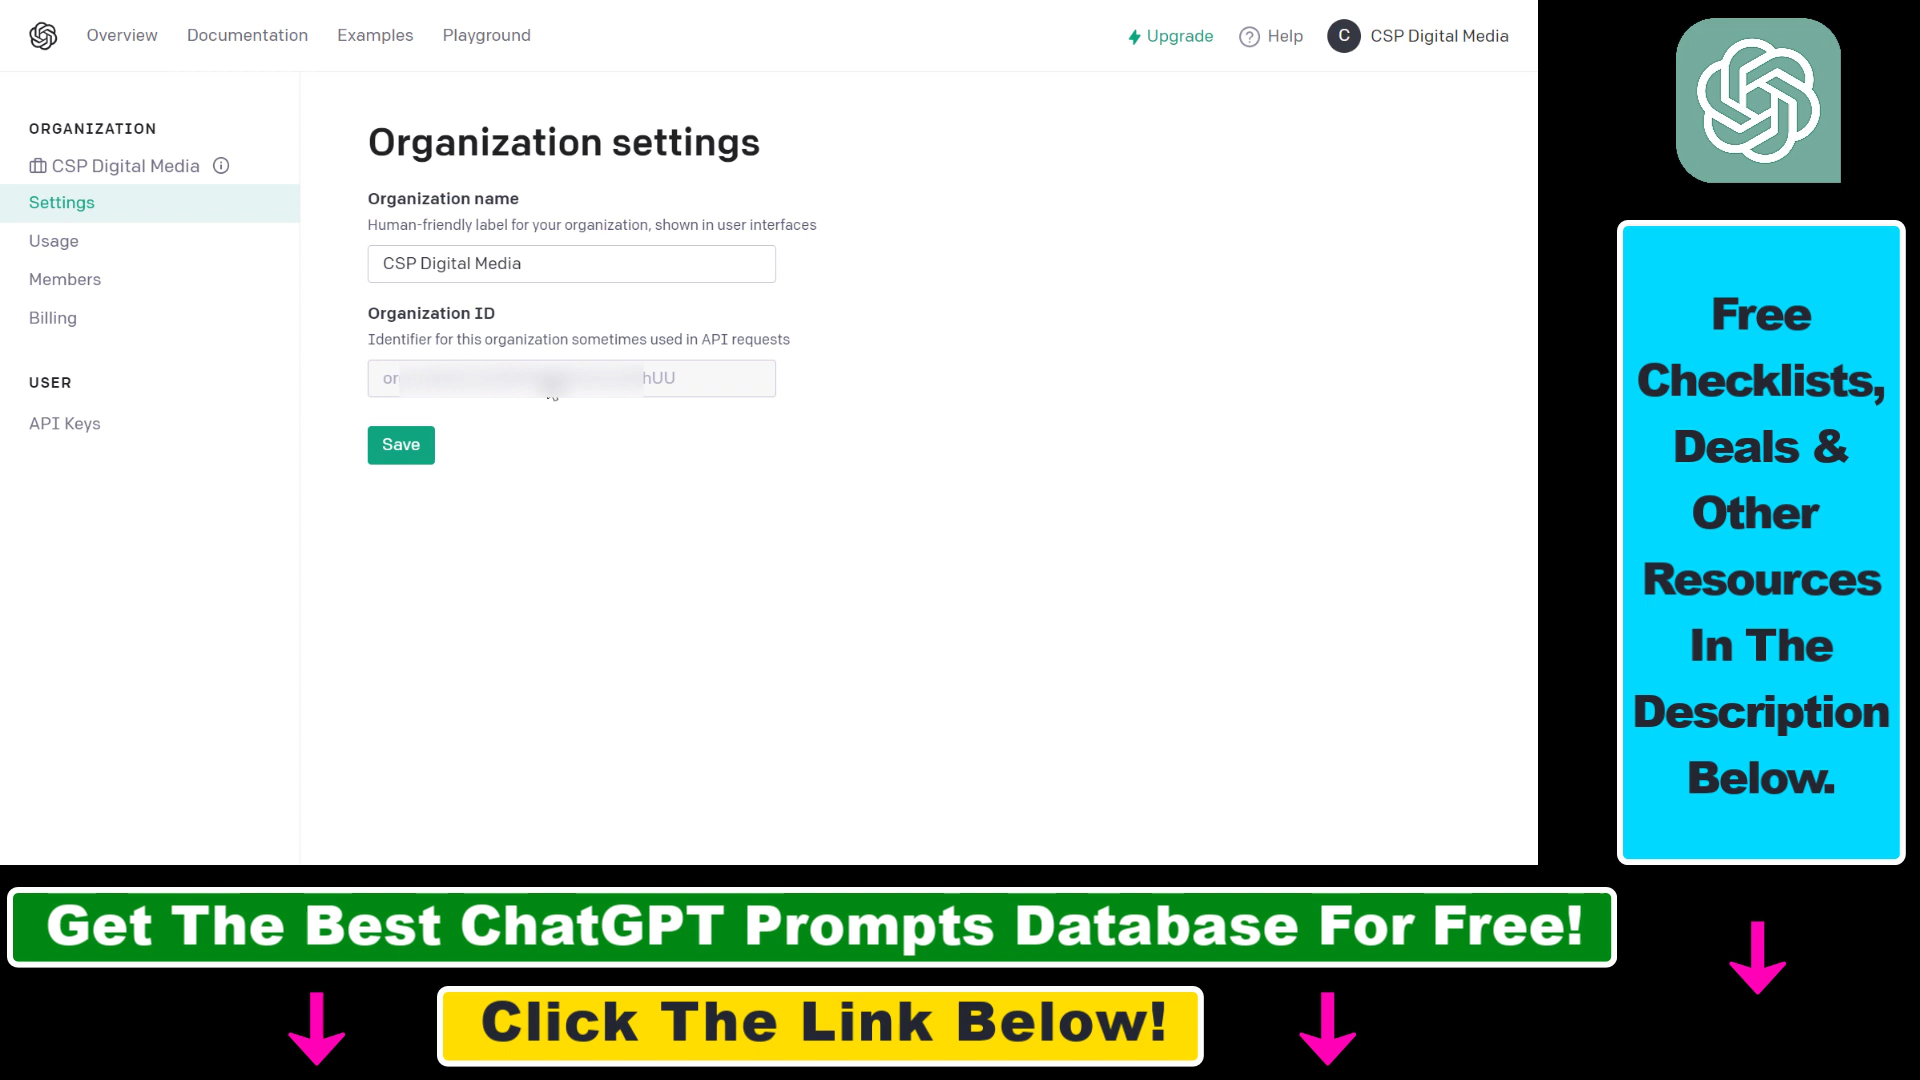 Overview Documentation Examples Playground
Upgrade Help C CSP Digital Media
ORGANIZATION
CSP Digital Media
Settings
Usage
Members
Billing
USER
API Keys
Organization settings
Organization name
Human-friendly label for your organization, shown in user interfaces
CSP Digital Media
Organization ID
Identifier for this organization sometimes used in API requests
Save
Free
Checklists,
Deals &
Other
Resources
In The
Description
Below.
Get The Best ChatGPT Prompts Database For Free!
Click The Link Below!